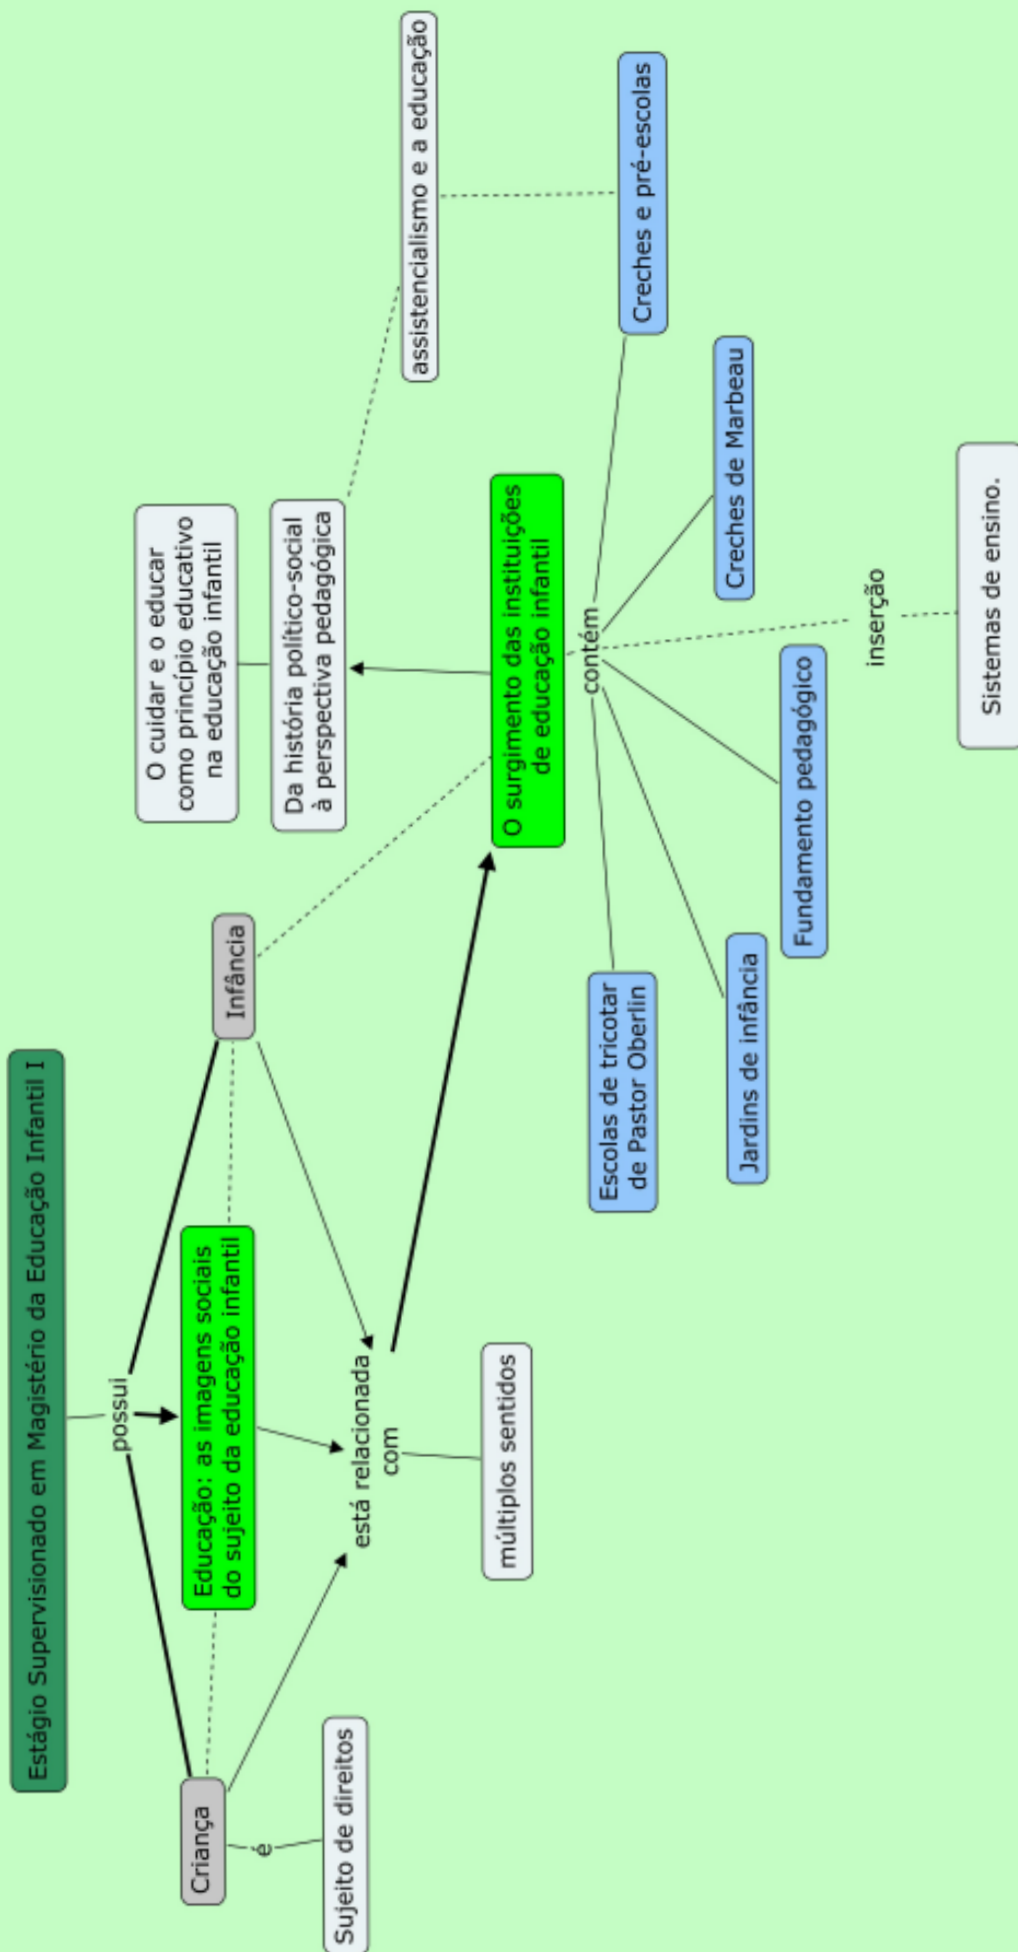 Estágio Supervisionado em Magistério da Educação Infantil I
possui
Criança
Educação: as imagens sociais
do sujeito da educação infantil
Infância
e
Sujeito de direitos
está relacionada
com
múltiplos sentidos
O cuidar e o educar
como princípio educativo
na educação infantil
Da história político-social
à perspectiva pedagógica
assistencialismo e a educação
O surgimento das instituições
de educação infantil
contém
Escolas de tricotar
de Pastor Oberlin
Jardins de infância
Fundamento pedagógico
Creches de Marbeau
Creches e pré-escolas
inserção
Sistemas de ensino.